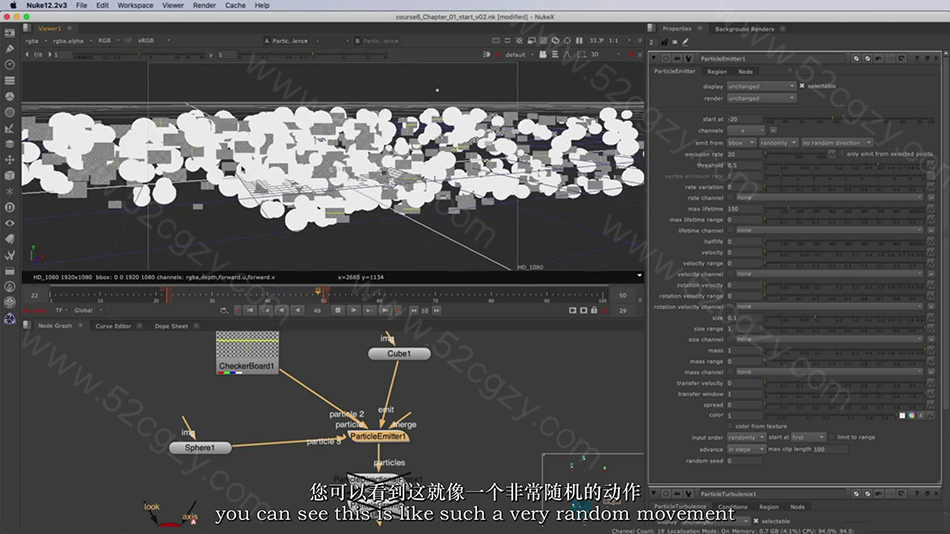 Nuke12.2v3 File Edit Workspace Viewer Render Cache Help
course6_Chapter_01_start_v02.nk [modified] - NukeX
Viewer1
rgba rgba.alpha RGB sRGB A Partic..lence B Partic..lence 33.3% 1:1
f/8 1 Y 1 default 3D
HD_1080
HD_1080 1920x1080 bbox: 0 0 1920 1080 channels: rgba,depth,forward.u,forward.v x=2685 y=1134
22 50
TF Global 49 10 29
Node Graph Curve Editor Dope Sheet
CheckerBoard1
img
Cube1
particle 2 emit
particle merge
ParticleEmitter1
img
Sphere1
particle 3
particles
look
axis
Properties Background Renders
2
ParticleEmitter1
ParticleEmitter Region Node
display unchanged selectable
render unchanged
start at -20
channels a
emit from bbox randomly no random direction
emission rate 20 only emit from selected points
threshold 0.5
vertex emission rate
rate variation 0
rate channel none
max lifetime 150
max lifetime range 0
lifetime channel none
halflife 0
velocity 0
velocity range 0
velocity channel none
rotation velocity 0
rotation velocity range 0
rotation velocity channel none
size 0.1
size range 1
size channel none
mass 1
mass range 0
mass channel none
transfer velocity 0
transfer window 1
spread 0
color 1
color from texture
input order randomly start at first limit to range
advance in steps max clip length 100
random seed 0
ParticleTurbulence1
ParticleTurbulence Conditions Region Node
display unchanged selectable
Channel Count: 19 Localization Mode: On Memory: 0.7 GB (4.1%) CPU: 94.0%
您可以看到这就像一个非常随机的动作
you can see this is like such a very random movement
www.52cgzy.com